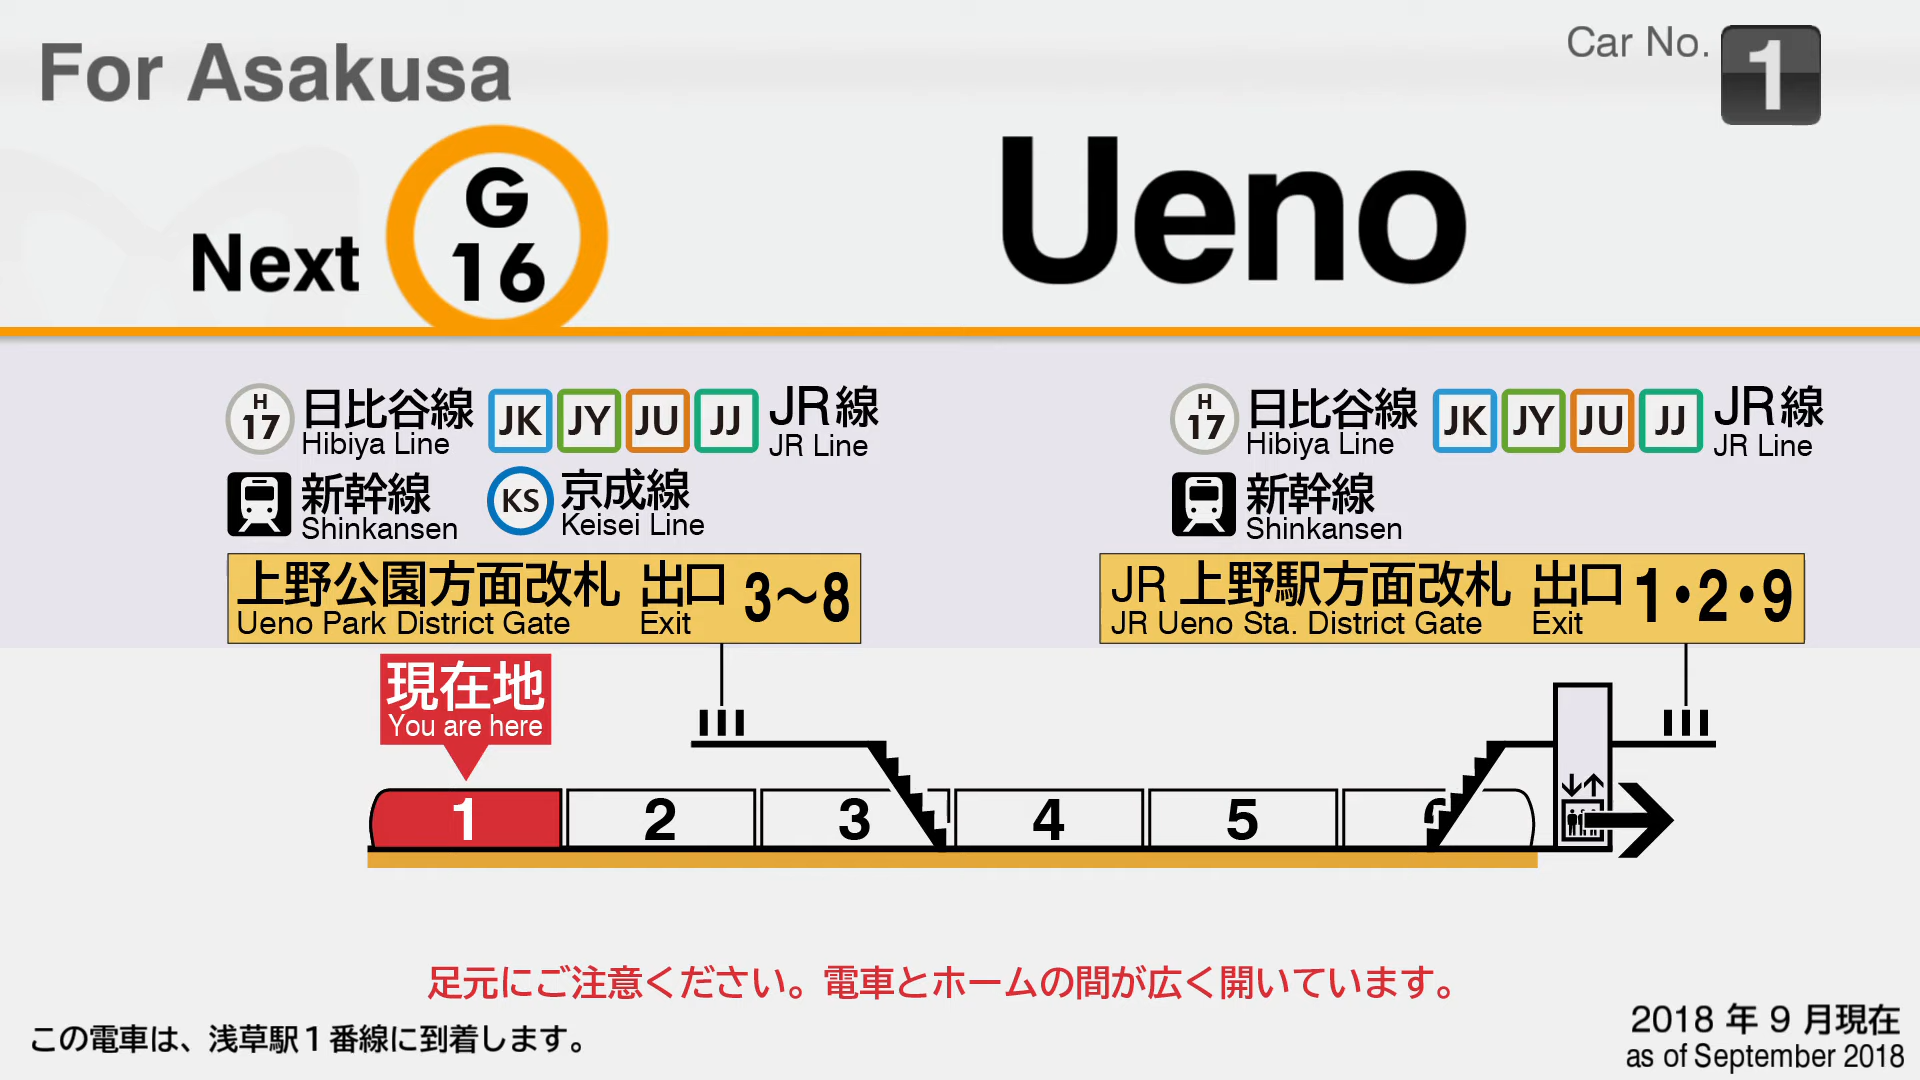 For Asakusa
Car No. 1
Next
G
16
Ueno
H
17
日比谷線
Hibiya Line
JK JY JU JJ
JR線
JR Line
新幹線
Shinkansen
KS
京成線
Keisei Line
上野公園方面改札 出口 3～8
Ueno Park District Gate Exit
H
17
日比谷線
Hibiya Line
JK JY JU JJ
JR線
JR Line
新幹線
Shinkansen
JR 上野駅方面改札 出口 1・2・9
JR Ueno Sta. District Gate Exit
現在地
You are here
1 2 3 4 5
足元にご注意ください。電車とホームの間が広く開いています。
この電車は、浅草駅１番線に到着します。
2018 年 9 月現在
as of September 2018